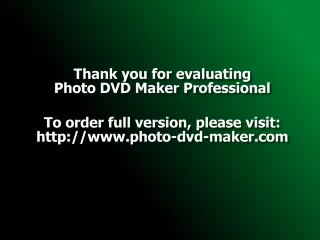 Thank you for evaluating
Photo DVD Maker Professional
To order full version, please visit:
http://www.photo-dvd-maker.com